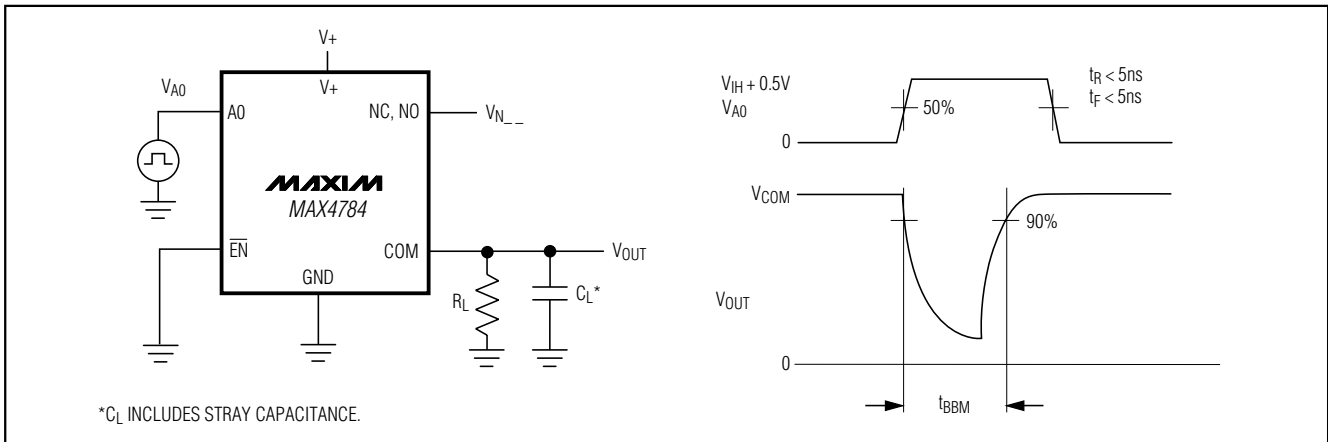 V+
V+
VA0
A0
NC, NO
VN_ _
MAXIM
MAX4784
EN
COM
VOUT
GND
RL
CL*
*CL INCLUDES STRAY CAPACITANCE.
VIH + 0.5V
VA0
0
50%
tR < 5ns
tF < 5ns
VCOM
90%
VOUT
0
tBBM